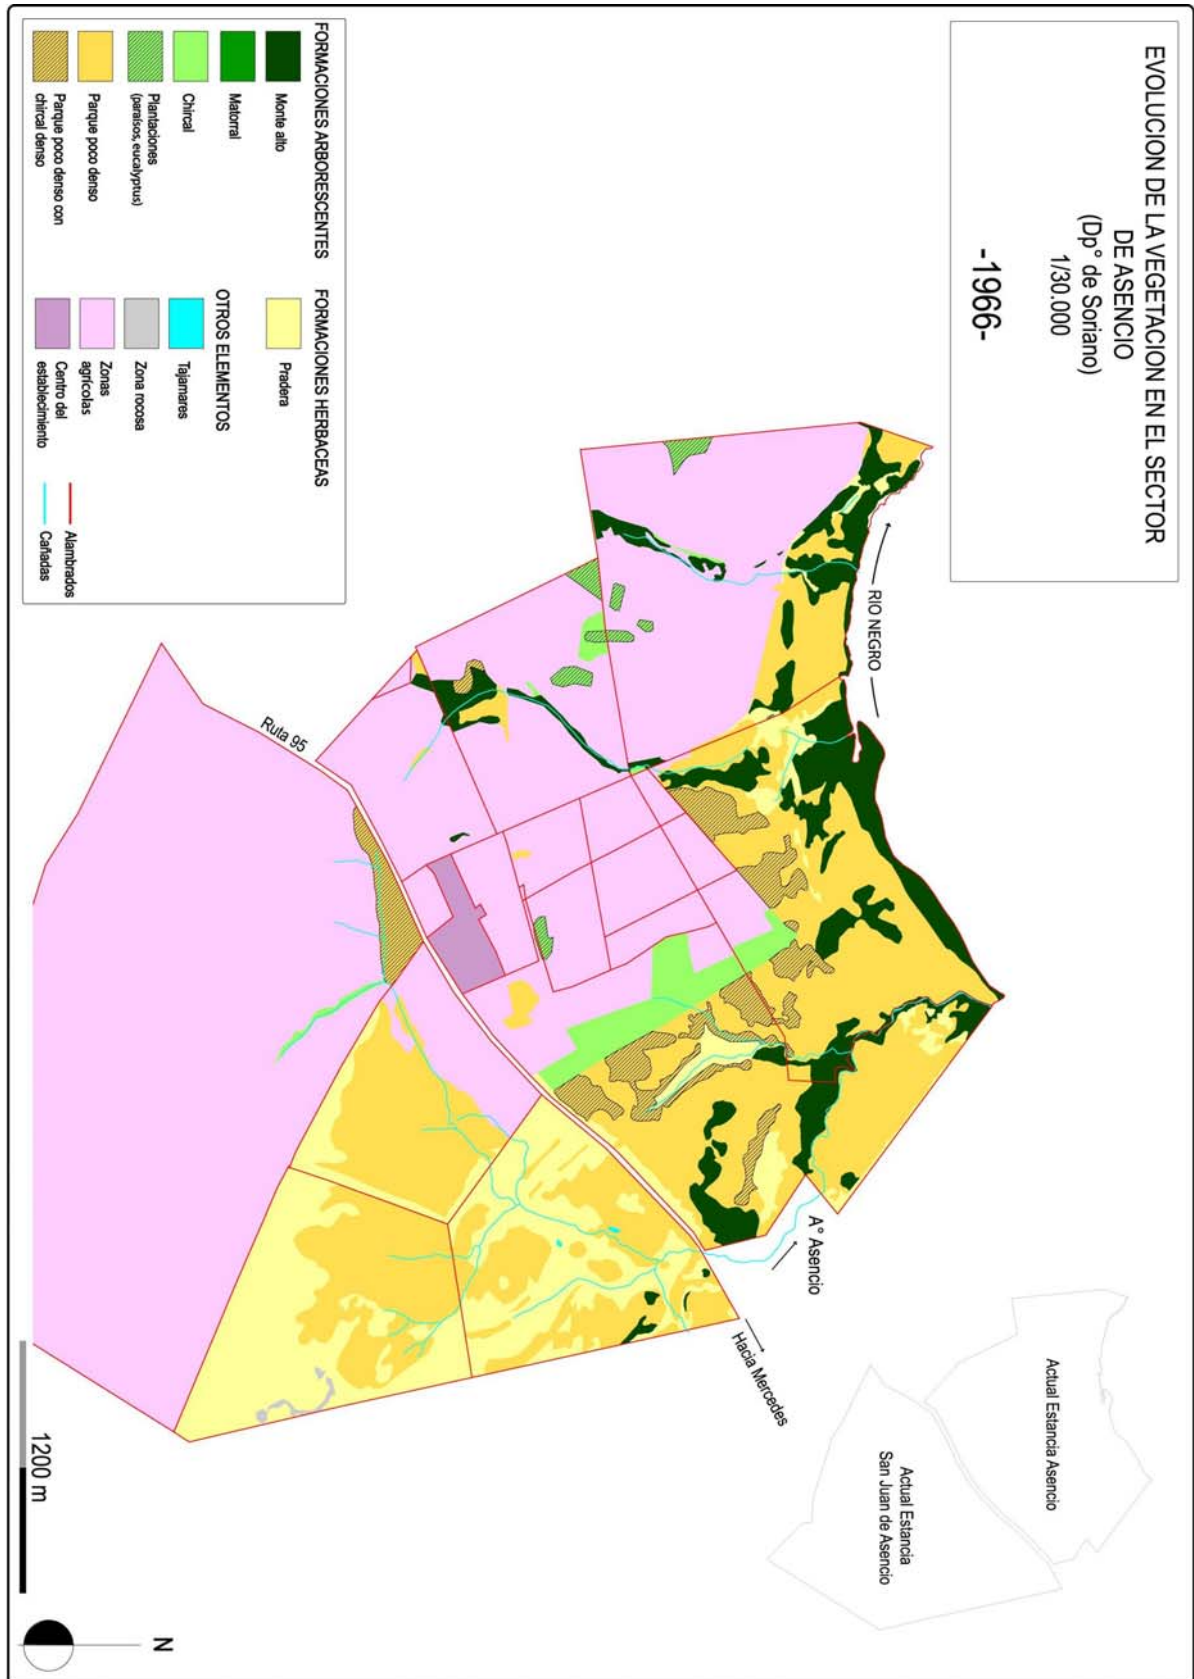 EVOLUCION DE LA VEGETACION EN EL SECTOR
DE ASENCIO
(Dp° de Soriano)
1/30.000
-1966-
RIO NEGRO
A° Asencio
Hacia Mercedes
Ruta 95
Actual Estancia Asencio
Actual Estancia
San Juan de Asencio
FORMACIONES ARBORESCENTES
Monte alto
Matorral
Chircal
Plantaciones
(paraísos, eucalyptus)
Parque poco denso
Parque poco denso con
chircal denso
FORMACIONES HERBACEAS
Pradera
OTROS ELEMENTOS
Tajamares
Zona rocosa
Zonas
agrícolas
Centro del
establecimiento
Alambrados
Cañadas
1200 m
N